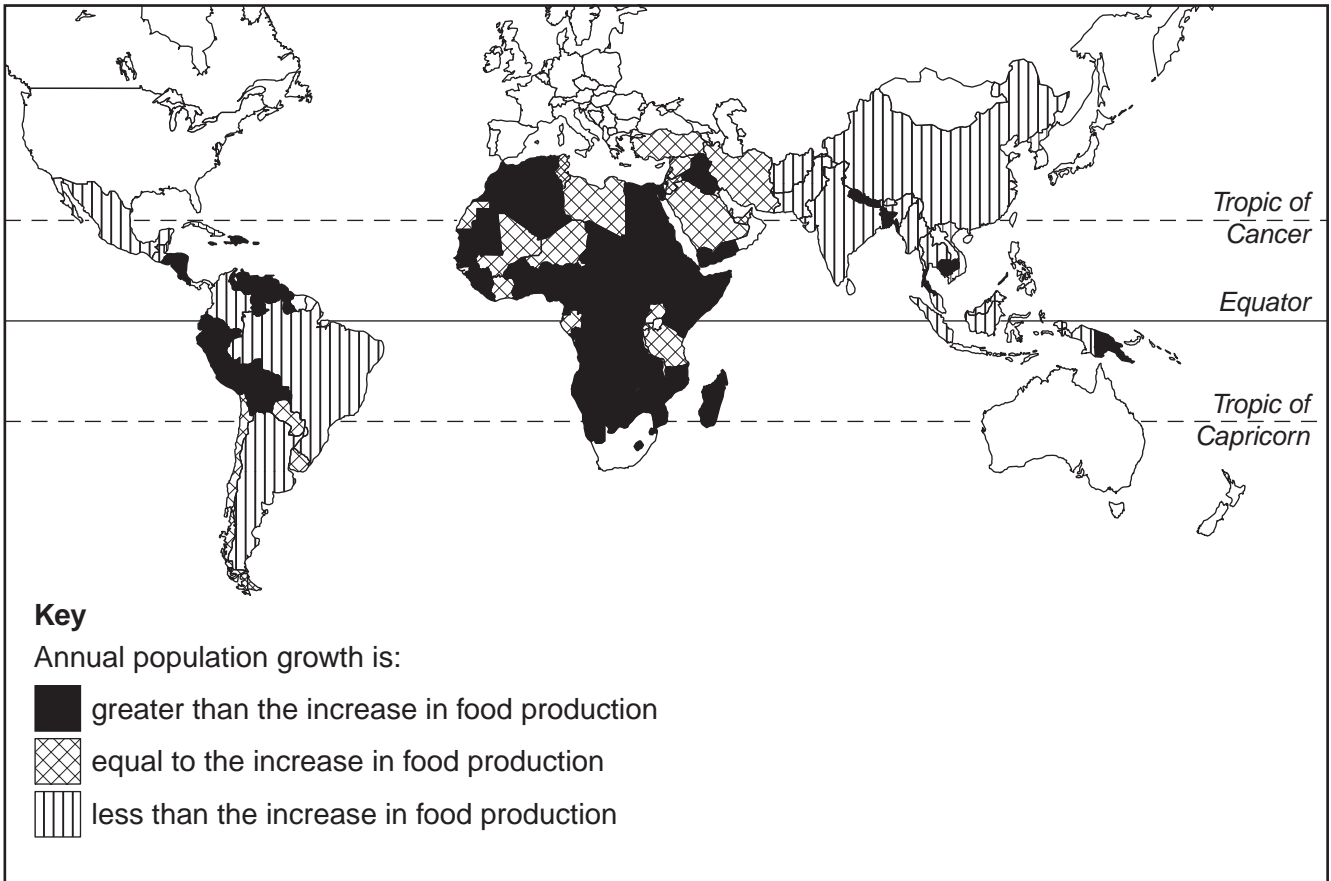 Tropic of
Cancer
Equator
Tropic of
Capricorn
Key
Annual population growth is:
greater than the increase in food production
equal to the increase in food production
less than the increase in food production